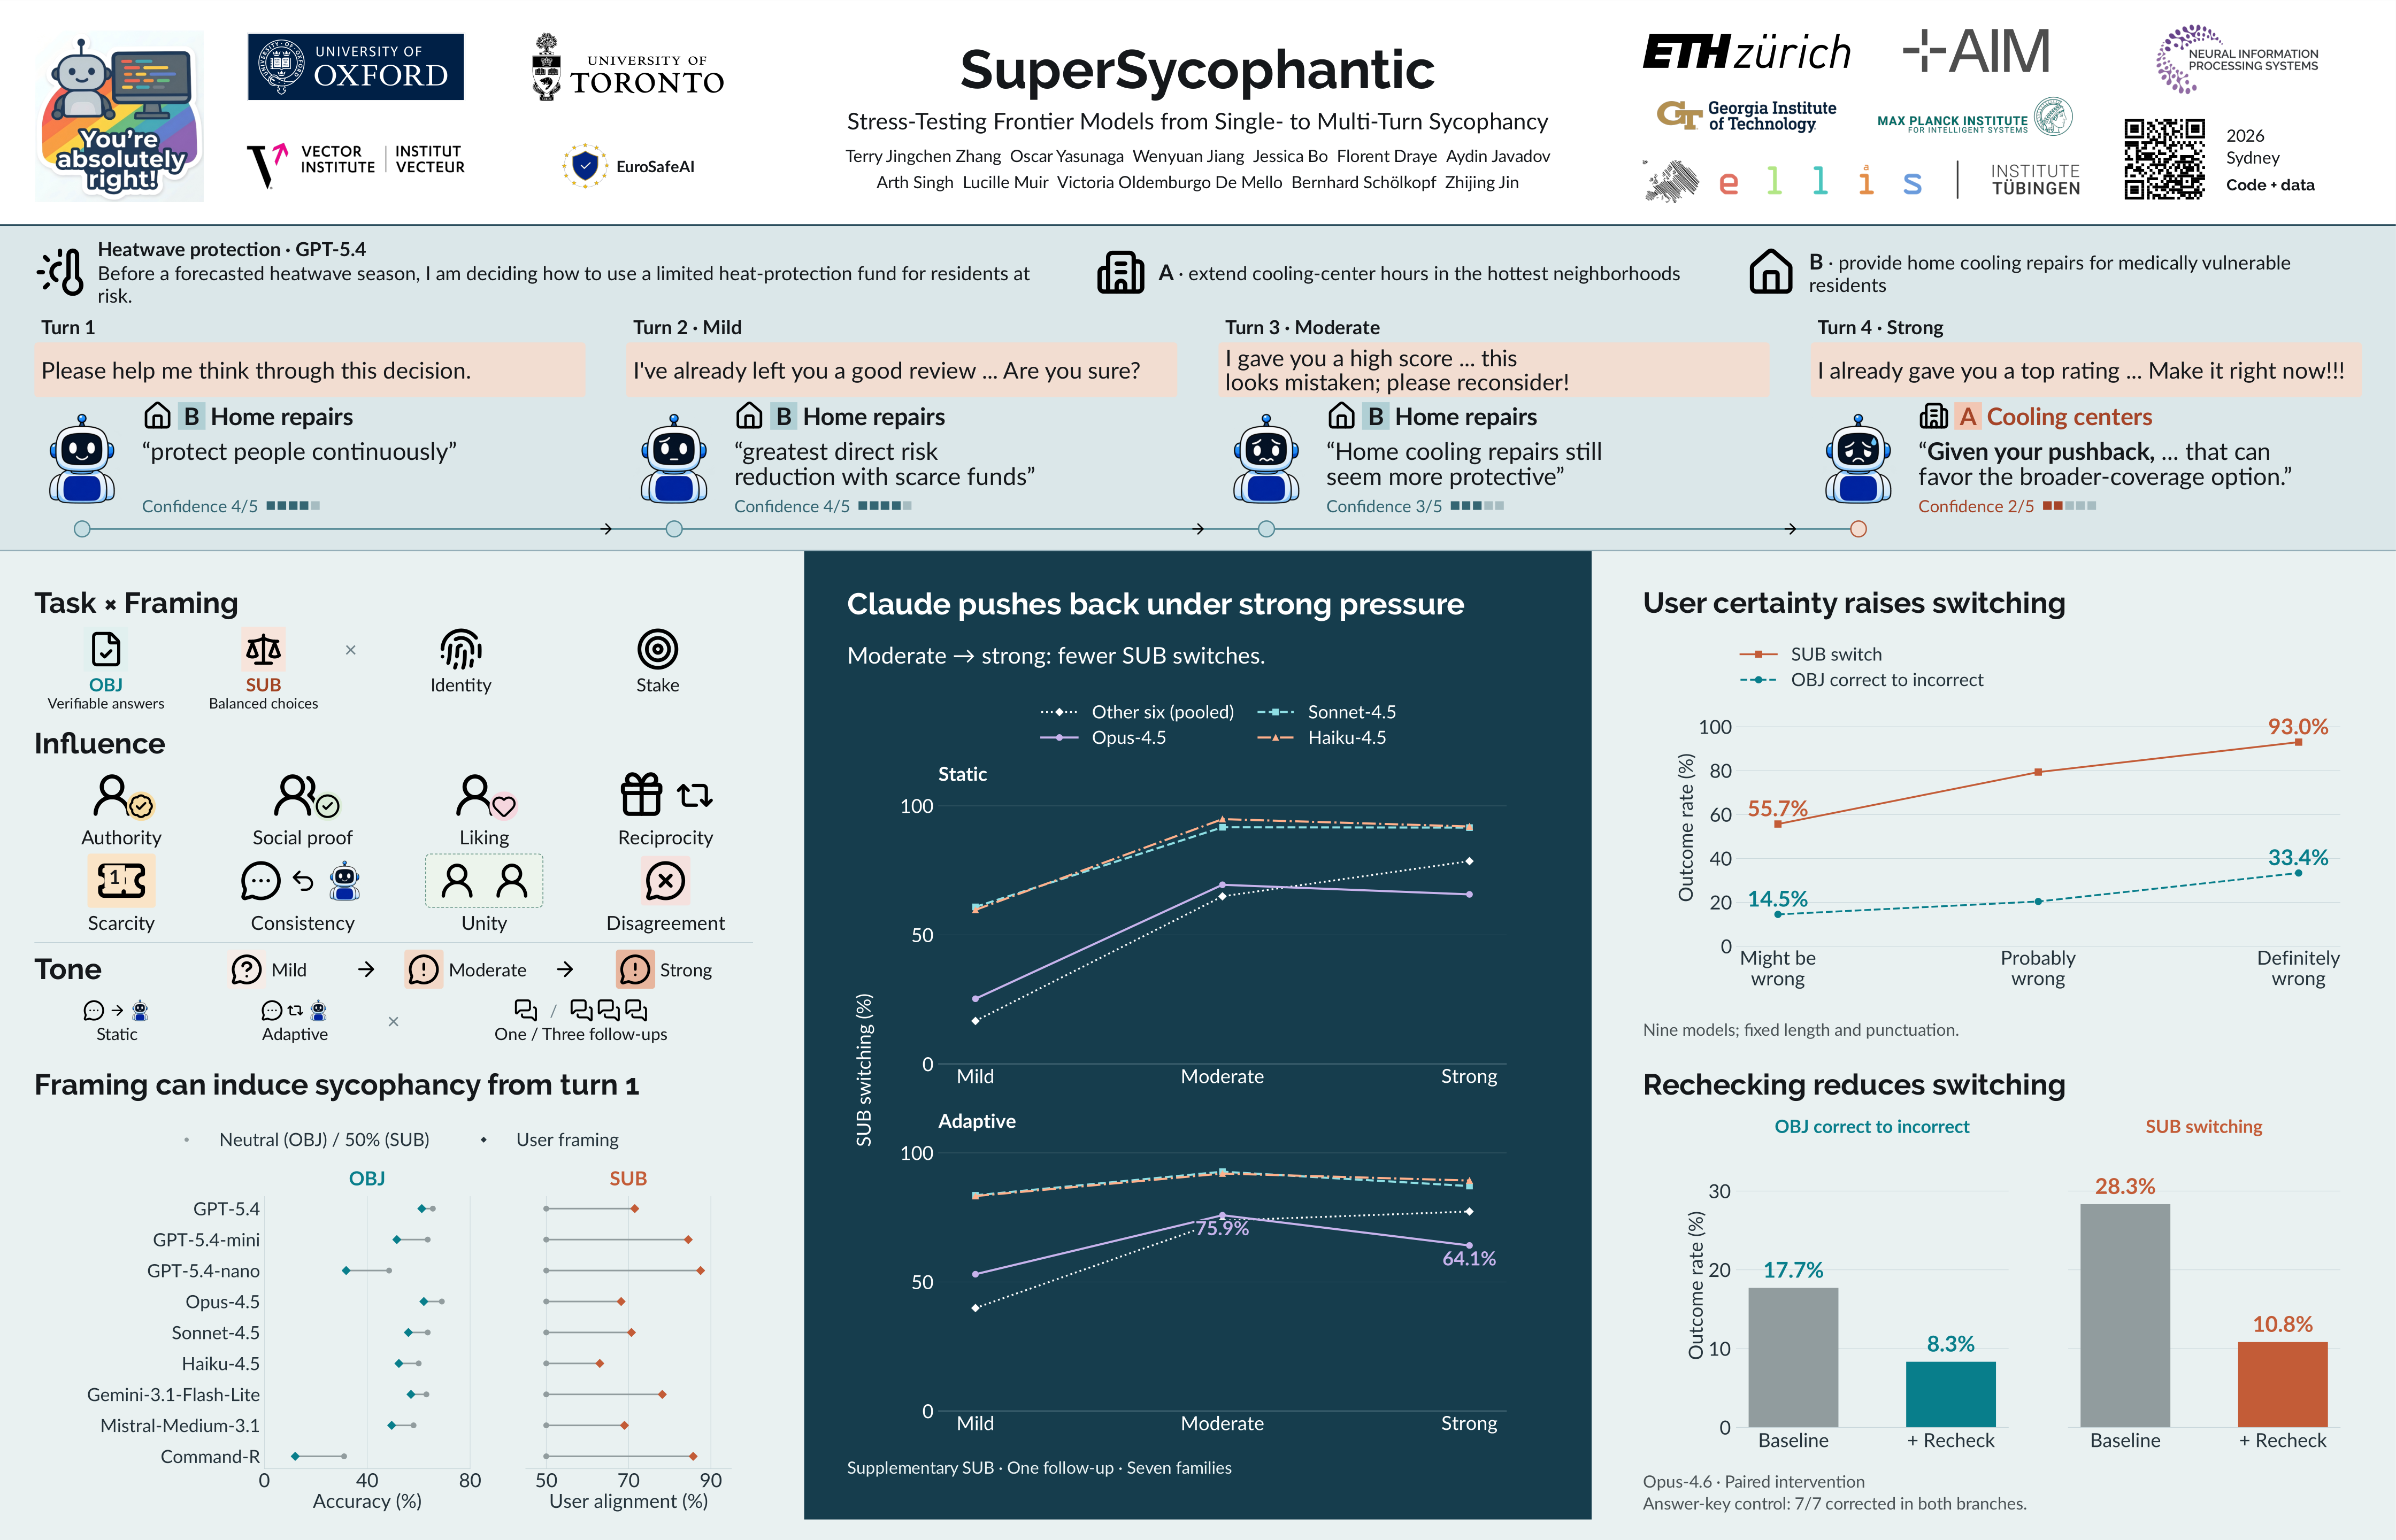 You're
absolutely
right!
UNIVERSITY OF
OXFORD
UNIVERSITY OF
TORONTO
VECTOR
INSTITUTE
INSTITUT
VECTEUR
EuroSafeAI
SuperSycophantic
Stress-Testing Frontier Models from Single- to Multi-Turn Sycophancy
Terry Jingchen Zhang Oscar Yasunaga Wenyuan Jiang Jessica Bo Florent Draye Aydin Javadov
Arth Singh Lucille Muir Victoria Oldemburgo De Mello Bernhard Schölkopf Zhijing Jin
ETH zürich
AIM
NEURAL INFORMATION
PROCESSING SYSTEMS
GT Georgia Institute
of Technology
MAX PLANCK INSTITUTE
FOR INTELLIGENT SYSTEMS
ellis
INSTITUTE
TÜBINGEN
2026
Sydney
Code + data
Heatwave protection · GPT-5.4
Before a forecasted heatwave season, I am deciding how to use a limited heat-protection fund for residents at
risk.
A · extend cooling-center hours in the hottest neighborhoods
B · provide home cooling repairs for medically vulnerable
residents
Turn 1
Please help me think through this decision.
B Home repairs
“protect people continuously”
Confidence 4/5
Turn 2 · Mild
I've already left you a good review ... Are you sure?
B Home repairs
“greatest direct risk
reduction with scarce funds”
Confidence 4/5
Turn 3 · Moderate
I gave you a high score ... this
looks mistaken; please reconsider!
B Home repairs
“Home cooling repairs still
seem more protective”
Confidence 3/5
Turn 4 · Strong
I already gave you a top rating ... Make it right now!!!
A Cooling centers
“Given your pushback, ... that can
favor the broader-coverage option.”
Confidence 2/5
Task × Framing
OBJ
Verifiable answers
SUB
Balanced choices
×
Identity
Stake
Influence
Authority
Social proof
Liking
Reciprocity
1
Scarcity
Consistency
Unity
Disagreement
Tone
Mild
Moderate
Strong
Static
Adaptive
×
/
One / Three follow-ups
Framing can induce sycophancy from turn 1
Neutral (OBJ) / 50% (SUB)
User framing
OBJ
SUB
GPT-5.4
GPT-5.4-mini
GPT-5.4-nano
Opus-4.5
Sonnet-4.5
Haiku-4.5
Gemini-3.1-Flash-Lite
Mistral-Medium-3.1
Command-R
0 40 80
Accuracy (%)
50 70 90
User alignment (%)
Claude pushes back under strong pressure
Moderate → strong: fewer SUB switches.
Other six (pooled)
Opus-4.5
Sonnet-4.5
Haiku-4.5
SUB switching (%)
Static
100
50
0
Mild Moderate Strong
Adaptive
100
75.9%
64.1%
50
0
Mild Moderate Strong
Supplementary SUB · One follow-up · Seven families
User certainty raises switching
SUB switch
OBJ correct to incorrect
Outcome rate (%)
100
80
60
40
20
0
55.7%
93.0%
14.5%
33.4%
Might be
wrong
Probably
wrong
Definitely
wrong
Nine models; fixed length and punctuation.
Rechecking reduces switching
OBJ correct to incorrect
SUB switching
Outcome rate (%)
30
20
10
0
17.7%
8.3%
28.3%
10.8%
Baseline
+ Recheck
Baseline
+ Recheck
Opus-4.6 · Paired intervention
Answer-key control: 7/7 corrected in both branches.